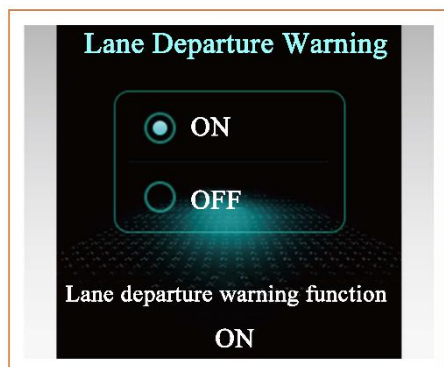 Lane Departure Warning
ON
OFF
Lane departure warning function
ON